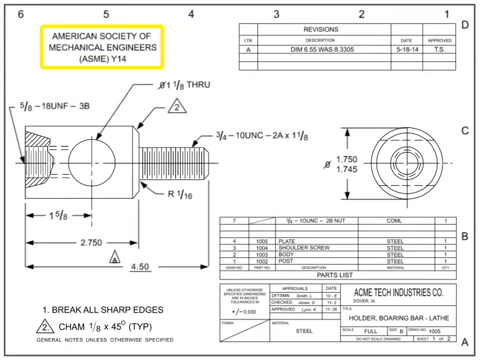 6 5 4 3 2 1
D
AMERICAN SOCIETY OF
MECHANICAL ENGINEERS
(ASME) Y14
REVISIONS
LTR DESCRIPTION DATE APPROVED
A DIM 6.55 WAS 8.3305 5-18-14 T.S.
Ø1 1/8 THRU
2
5/8-18UNF - 3B
3/4-10UNC-2A x 1 1/8
C
Ø 1.750
1.745
R 1/16
1 5/8
2.750
A
4.50
7 3/4 - 10UNC - 2B NUT COML 1
4 1005 PLATE STEEL 1
3 1004 SHOULDER SCREW STEEL 1
2 1003 BODY STEEL 1
1 1002 POST STEEL 1
DASH NO. PART NO. DESCRIPTION MATERIAL QTY
B
PARTS LIST
UNLESS OTHERWISE
SPECIFIED DIMENSIONS
ARE IN INCHES
TOLERANCES IN
+/- 0.030
APPROVALS DATE
DFTSMN Smith, L 10 - 8
CHECKED Jones, D 11 - 2
APPROVED Lynn, K 11 - 26
ACME TECH INDUSTRIES CO.
DOVER, IA
TITLE
HOLDER, BOARING BAR - LATHE
FINISH MATERIAL
STEEL
SCALE FULL SIZE B DRWG NO. 1005
DO NOT SCALE DRAWING SHEET 1 OF 2
1. BREAK ALL SHARP EDGES
2. CHAM 1/8 x 45° (TYP)
GENERAL NOTES UNLESS OTHERWISE SPECIFIED
A